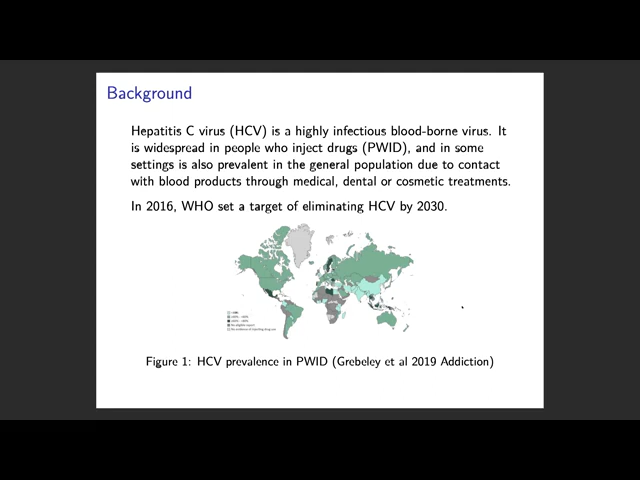 Background
Hepatitis C virus (HCV) is a highly infectious blood-borne virus. It
is widespread in people who inject drugs (PWID), and in some
settings is also prevalent in the general population due to contact
with blood products through medical, dental or cosmetic treatments.
In 2016, WHO set a target of eliminating HCV by 2030.
Figure 1: HCV prevalence in PWID (Grebeley et al 2019 Addiction)